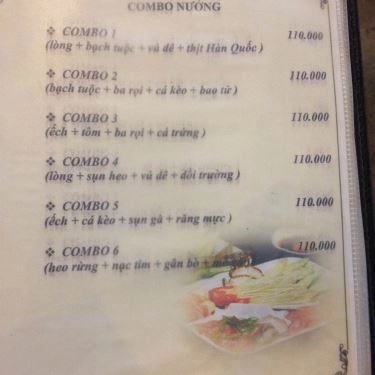 COMBO NƯỚNG
❖ COMBO 1 110.000
(lòng + bạch tuộc + vú dê + thịt Hàn Quốc )
❖ COMBO 2 110.000
(bạch tuộc + ba rọi + cá kèo + bao tử )
❖ COMBO 3 110.000
(ếch + tôm + ba rọi + cá trứng )
❖ COMBO 4 110.000
(lòng + sụn heo + vú dê + dồi trường )
❖ COMBO 5 110.000
(ếch + cá kèo + sụn gà + răng mực )
❖ COMBO 6 110.000
(heo rừng + nạc tim + gân bò +